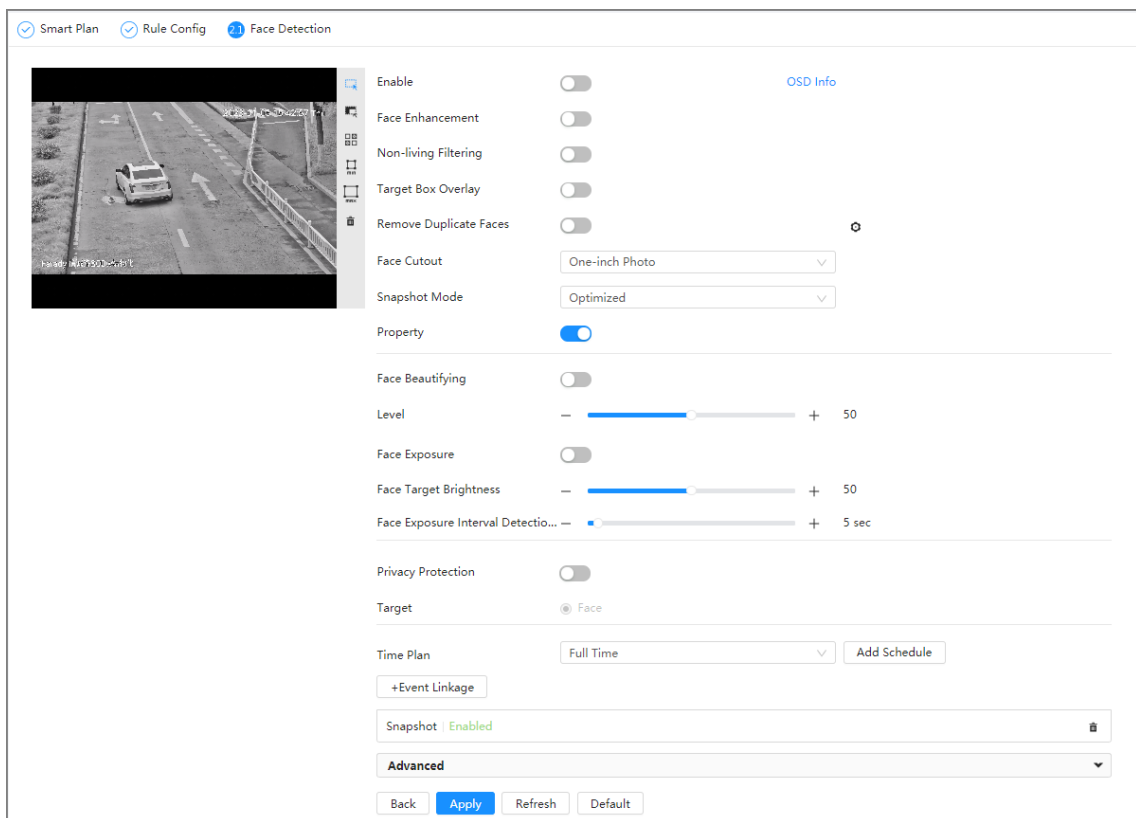 Smart Plan Rule Config 2.1 Face Detection
Enable OSD Info
Face Enhancement
Non-living Filtering
Target Box Overlay
Remove Duplicate Faces
Face Cutout One-inch Photo
Snapshot Mode Optimized
Property
Face Beautifying
Level − + 50
Face Exposure
Face Target Brightness − + 50
Face Exposure Interval Detectio... − + 5 sec
Privacy Protection
Target Face
Time Plan Full Time Add Schedule
+Event Linkage
Snapshot | Enabled
Advanced
Back Apply Refresh Default
min
max